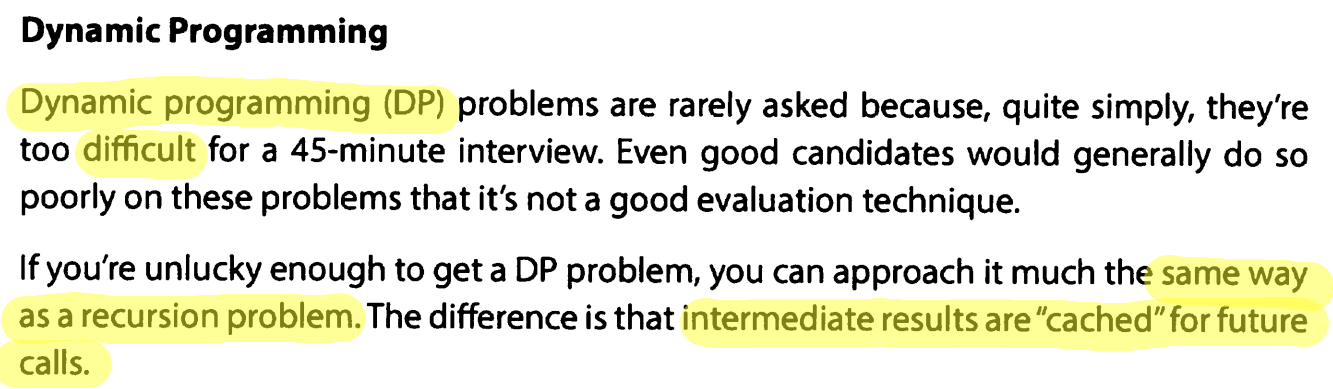 Dynamic Programming
Dynamic programming (DP) problems are rarely asked because, quite simply, they're
too difficult for a 45-minute interview. Even good candidates would generally do so
poorly on these problems that it's not a good evaluation technique.
If you're unlucky enough to get a DP problem, you can approach it much the same way
as a recursion problem. The difference is that intermediate results are "cached" for future
calls.